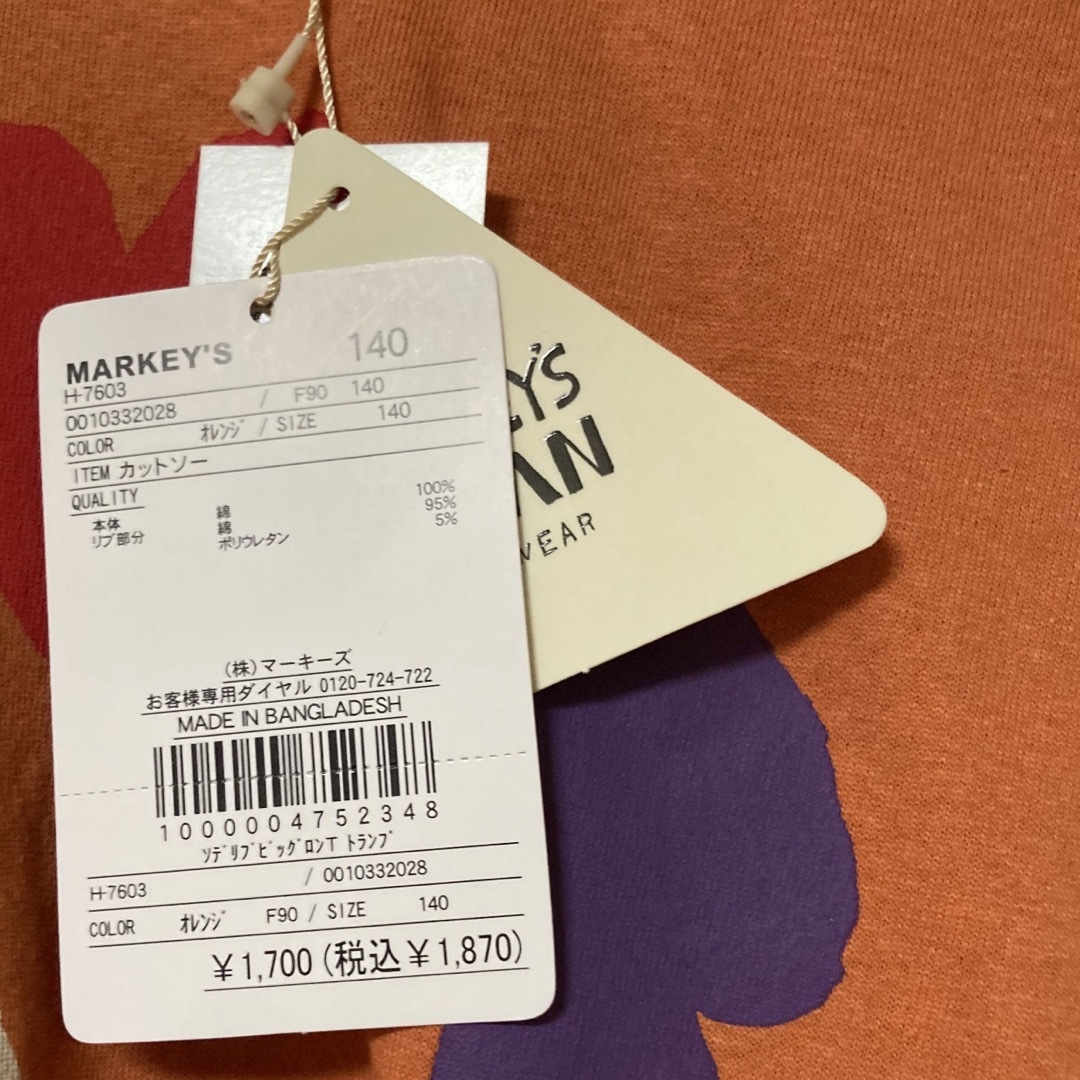 MARKEY'S 140
H-7603
0010332028 / F90 140
COLOR オレンジ / SIZE 140
ITEM カットソー
QUALITY
本体 綿 100%
リブ部分 綿 95%
ポリウレタン 5%
(株)マーキーズ
お客様専用ダイヤル 0120-724-722
MADE IN BANGLADESH
1000004752348
ソデリブビッグロンT トランプ
H-7603 / 0010332028
COLOR オレンジ F90 / SIZE 140
¥1,700 (税込¥1,870)
Y'S
AN
WEAR